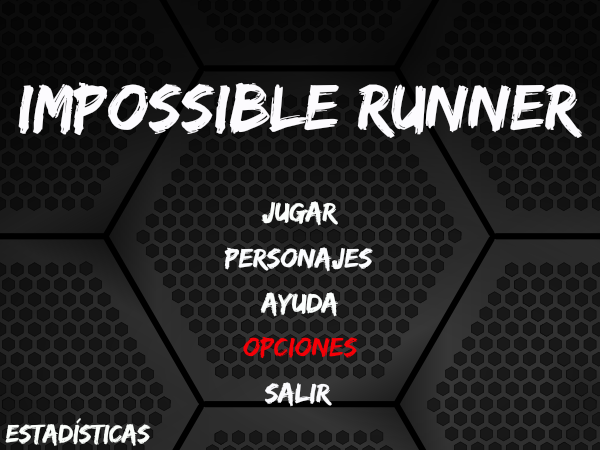 IMPOSSIBLE RUNNER
JUGAR
PERSONAJES
AYUDA
OPCIONES
SALIR
ESTADÍSTICAS